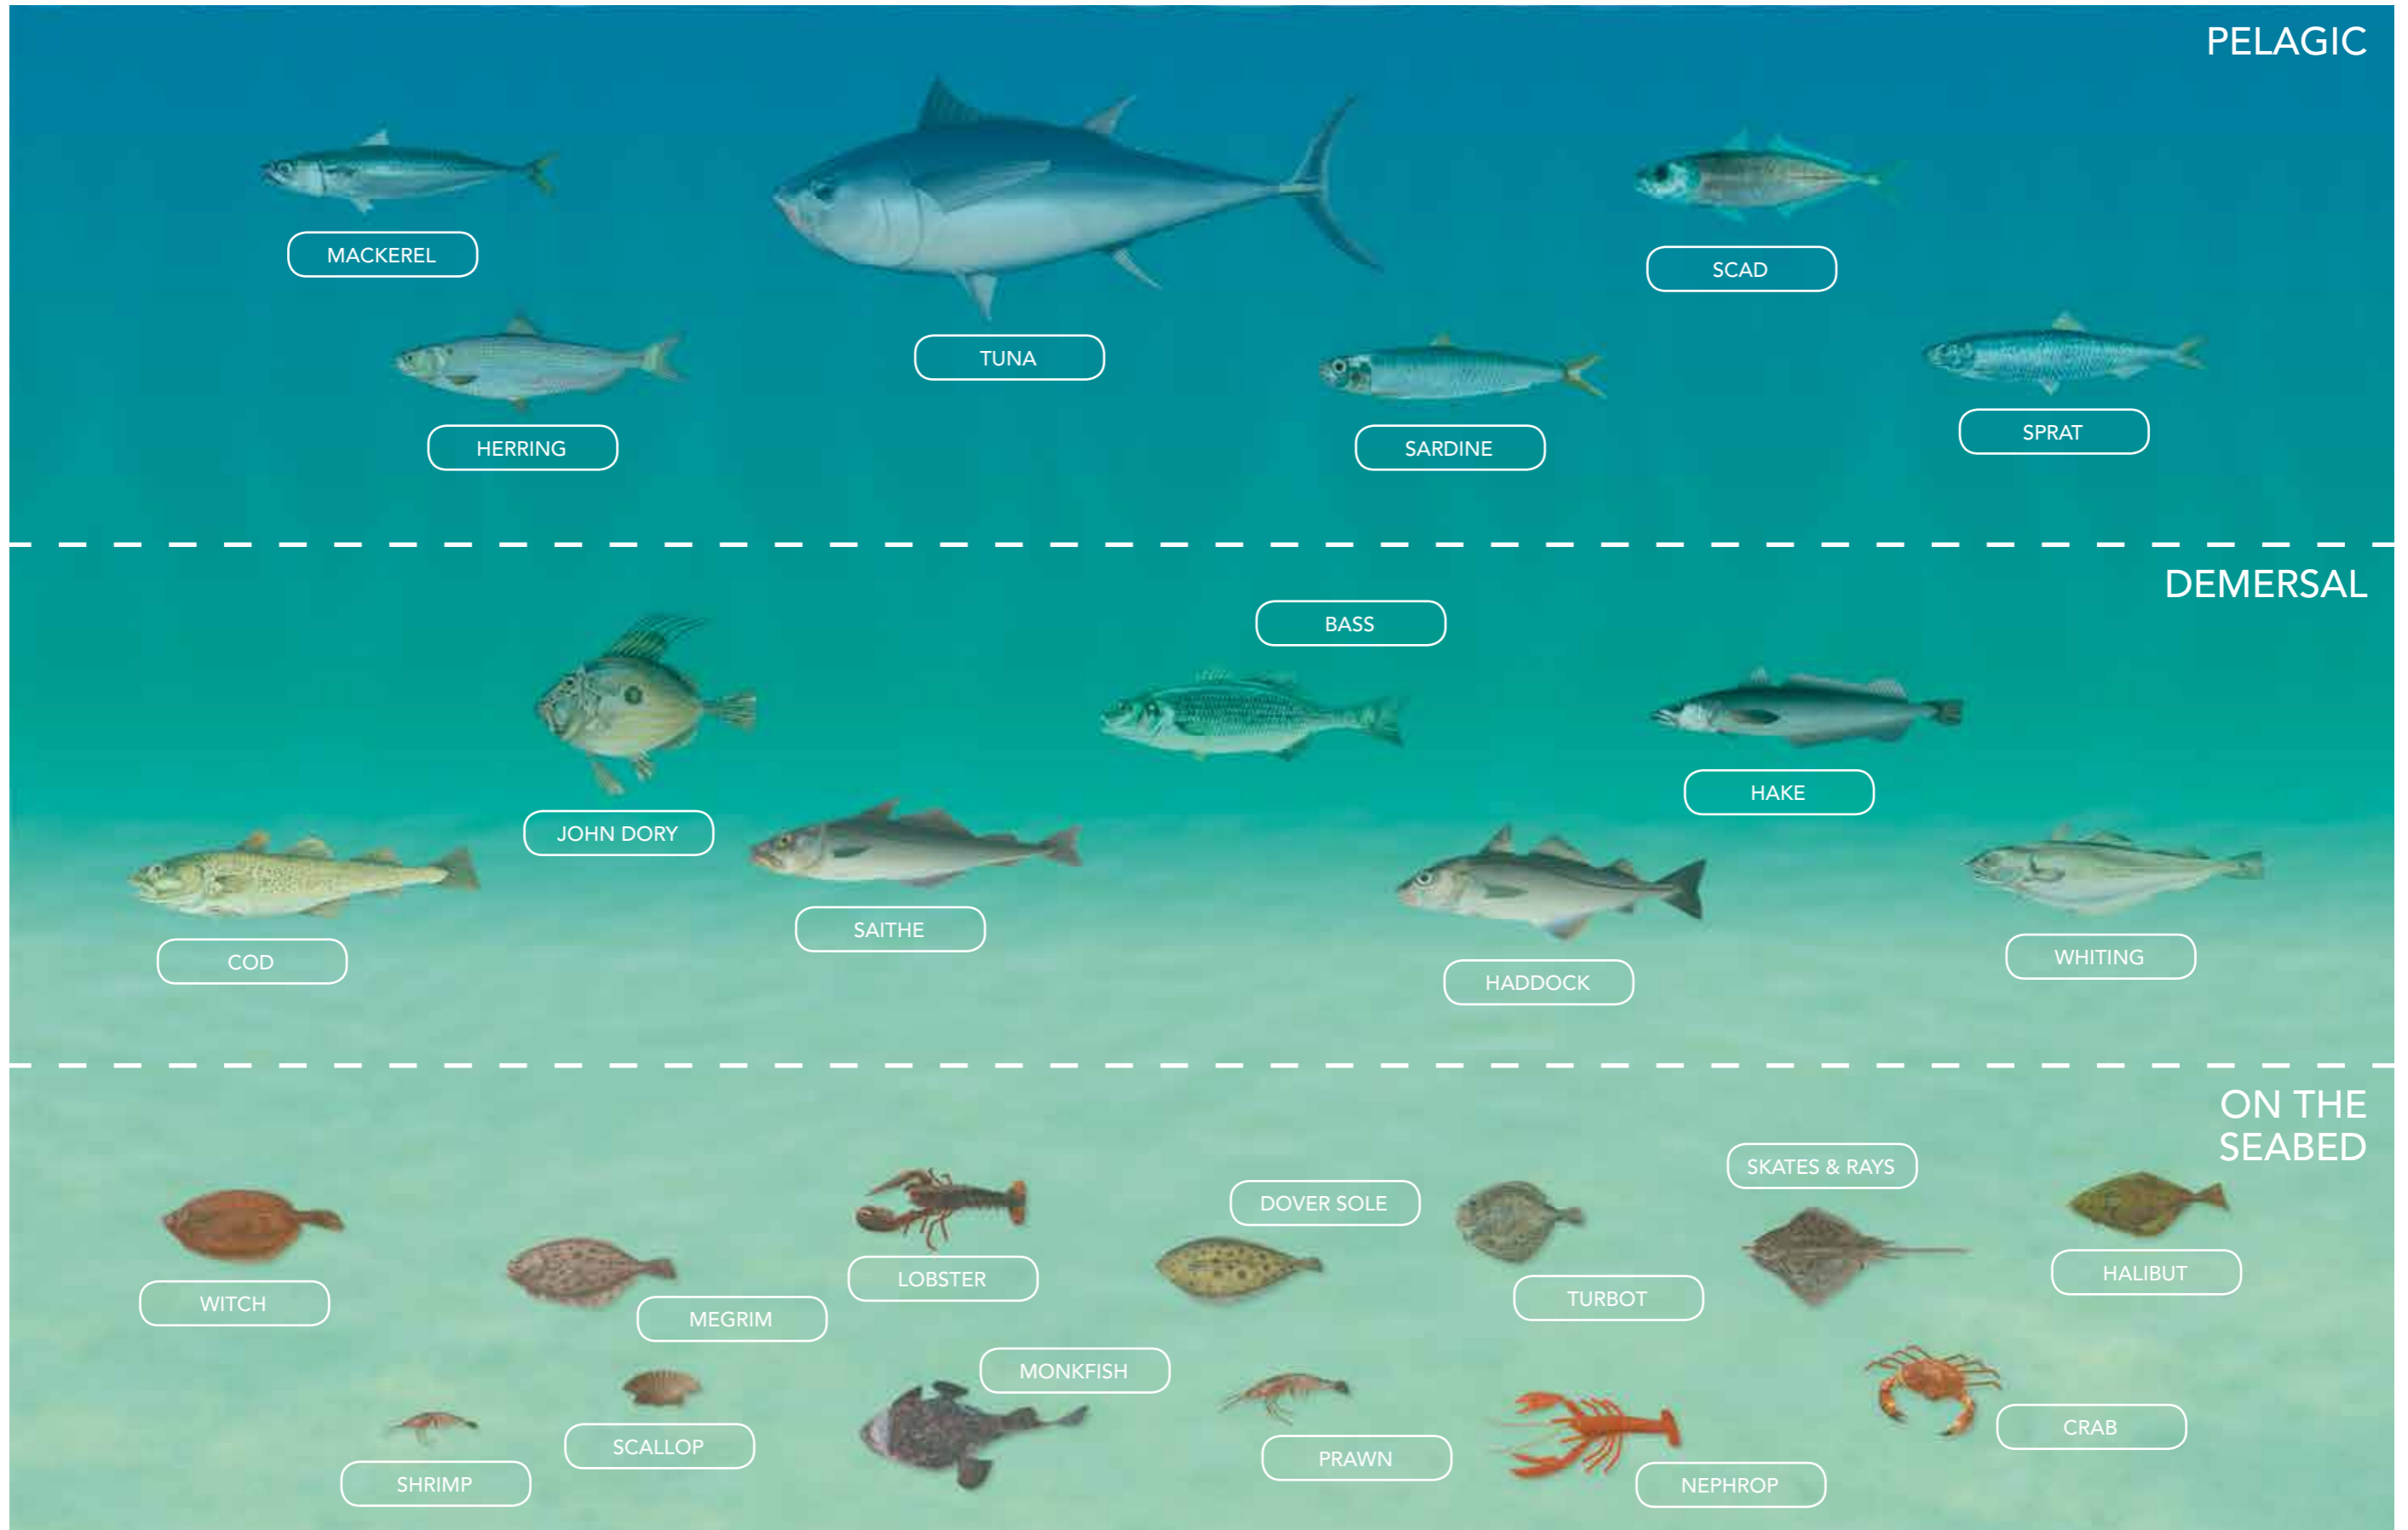 PELAGIC
MACKEREL
SCAD
TUNA
HERRING
SARDINE
SPRAT
DEMERSAL
BASS
HAKE
JOHN DORY
SAITHE
COD
HADDOCK
WHITING
ON THE
SEABED
SKATES & RAYS
DOVER SOLE
LOBSTER
HALIBUT
WITCH
MEGRIM
TURBOT
MONKFISH
CRAB
SCALLOP
PRAWN
SHRIMP
NEPHROP